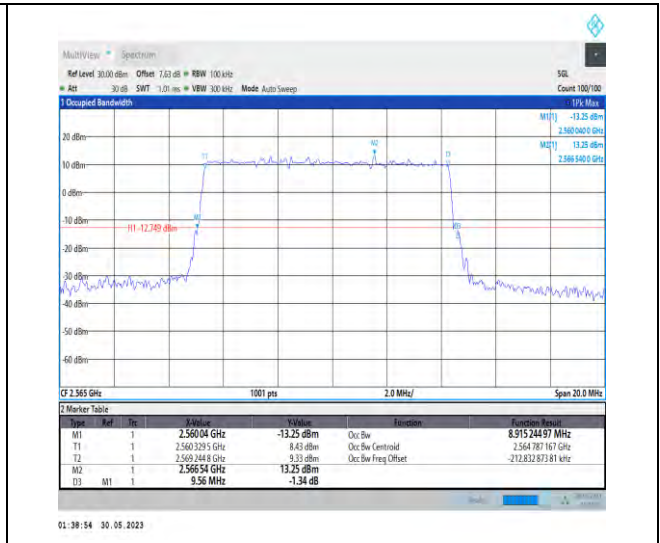 MultiView Spectrum
Ref Level 30.00 dBm Offset 7.63 dB RBW 100 kHz SGL
Att 30 dB SWT 1.01 ms VBW 300 kHz Mode Auto Sweep Count 100/100
1 Occupied Bandwidth 1Pk Max
M1[1] -13.25 dBm
2.560 040 0 GHz
M2[1] 13.25 dBm
2.566 540 0 GHz
20 dBm
M2
T1
10 dBm
0 dBm
-10 dBm
H1 -12.749 dBm
-20 dBm
-30 dBm
-40 dBm
-50 dBm
-60 dBm
CF 2.565 GHz 1001 pts 2.0 MHz/ Span 20.0 MHz
2 Marker Table
Type Ref Trc X-Value Y-Value Function Function Result
M1 1 2.56004 GHz -13.25 dBm Occ Bw 8.915 244 97 MHz
T1 1 2.560 329 5 GHz 8.43 dBm Occ Bw Centroid 2.564 787 167 GHz
T2 1 2.569 244 8 GHz 9.33 dBm Occ Bw Freq Offset -212.832 873 81 kHz
M2 1 2.56654 GHz 13.25 dBm
D3 M1 1 9.56 MHz -1.34 dB
01:38:54 30.05.2023